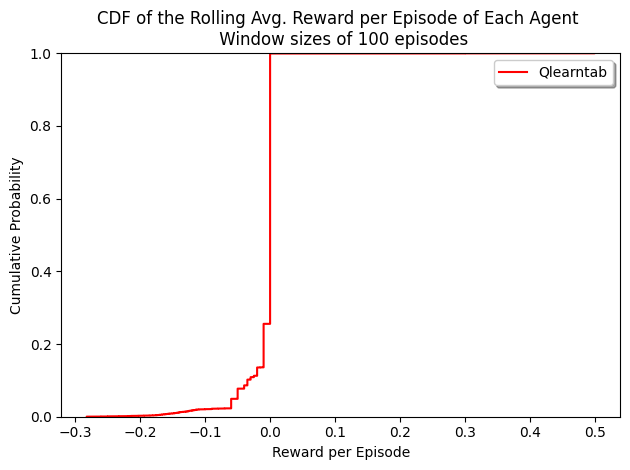 CDF of the Rolling Avg. Reward per Episode of Each Agent
Window sizes of 100 episodes
Qlearntab
1.0
0.8
0.6
0.4
0.2
0.0
Cumulative Probability
−0.3 −0.2 −0.1 0.0 0.1 0.2 0.3 0.4 0.5
Reward per Episode